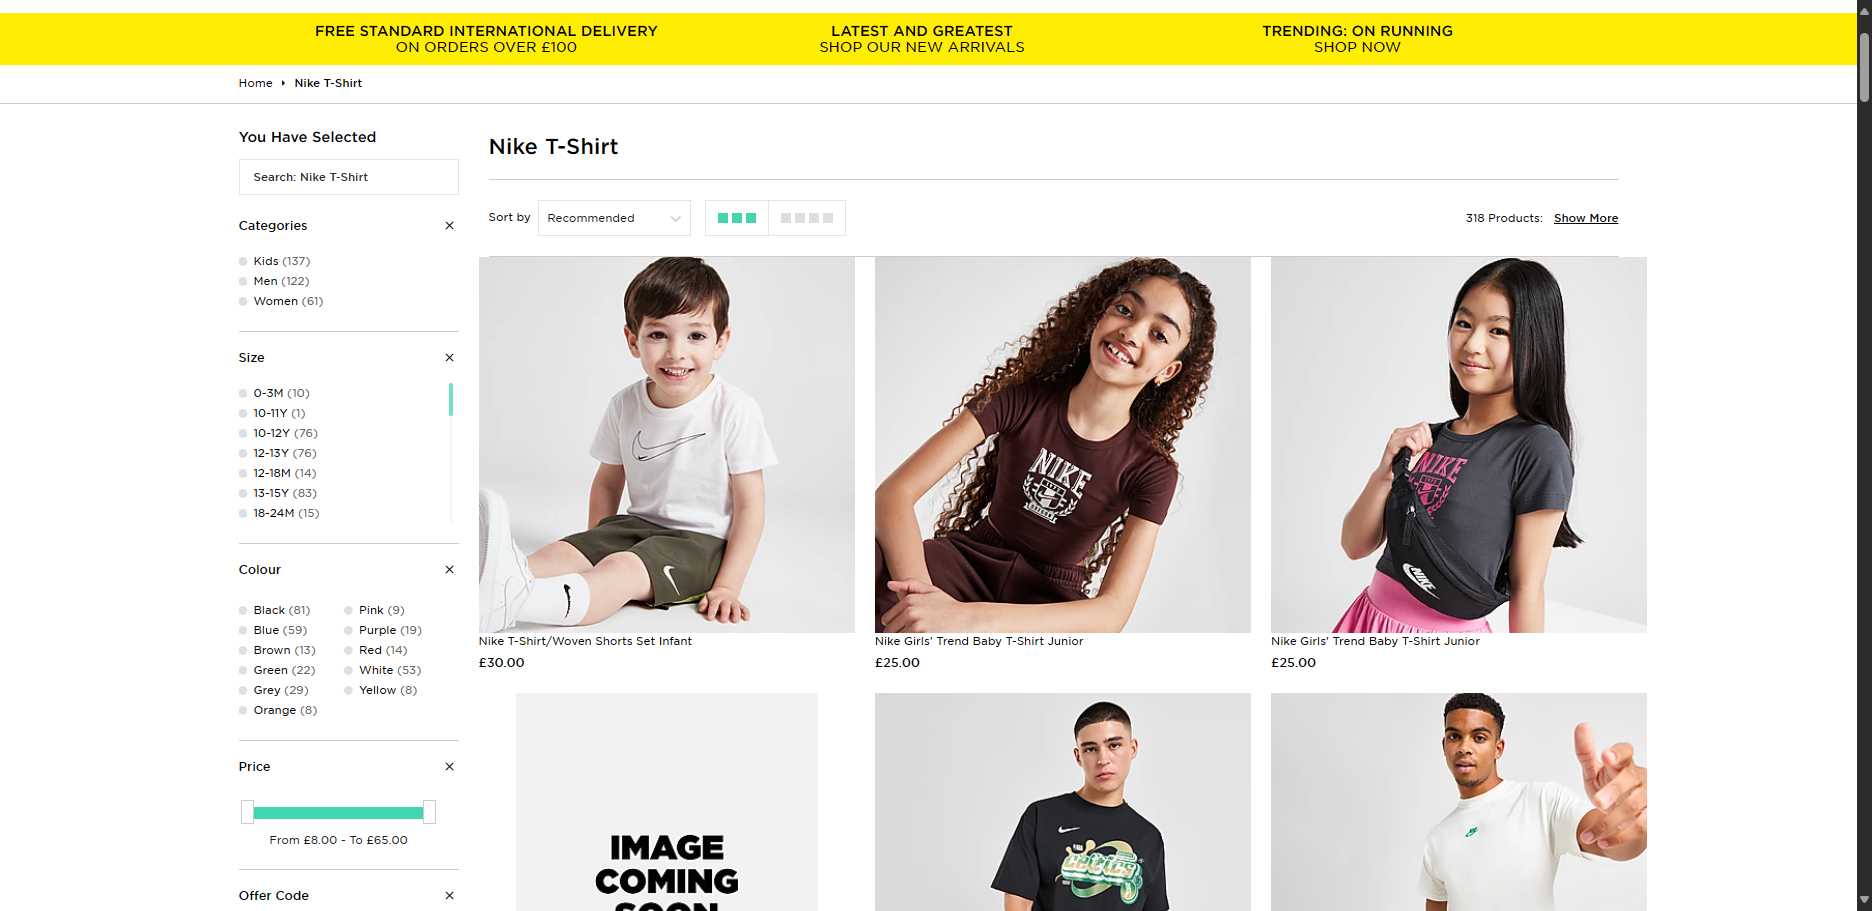 FREE STANDARD INTERNATIONAL DELIVERY
ON ORDERS OVER £100
LATEST AND GREATEST
SHOP OUR NEW ARRIVALS
TRENDING: ON RUNNING
SHOP NOW
Home
Nike T-Shirt
You Have Selected
Search: Nike T-Shirt
Categories
Kids (137)
Men (122)
Women (61)
Size
0-3M (10)
10-11Y (1)
10-12Y (76)
12-13Y (76)
12-18M (14)
13-15Y (83)
18-24M (15)
Colour
Black (81)
Blue (59)
Brown (13)
Green (22)
Grey (29)
Orange (8)
Pink (9)
Purple (19)
Red (14)
White (53)
Yellow (8)
Price
From £8.00 - To £65.00
Offer Code
Nike T-Shirt
Sort by
Recommended
318 Products: Show More
NIKE
NIKE
NIKE
Nike T-Shirt/Woven Shorts Set Infant
£30.00
Nike Girls' Trend Baby T-Shirt Junior
£25.00
Nike Girls' Trend Baby T-Shirt Junior
£25.00
IMAGE
COMING
SOON
Celtics